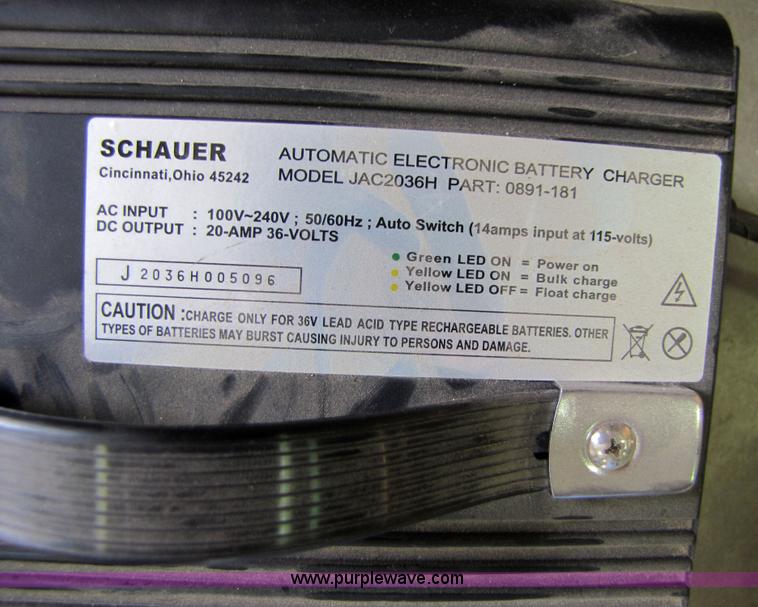 SCHAUER
Cincinnati,Ohio 45242
AUTOMATIC ELECTRONIC BATTERY CHARGER
MODEL JAC2036H PART: 0891-181
AC INPUT : 100V~240V ; 50/60Hz ; Auto Switch (14amps input at 115-volts)
DC OUTPUT : 20-AMP 36-VOLTS
Green LED ON = Power on
Yellow LED ON = Bulk charge
Yellow LED OFF= Float charge
J 2036H005096
CAUTION :CHARGE ONLY FOR 36V LEAD ACID TYPE RECHARGEABLE BATTERIES. OTHER
TYPES OF BATTERIES MAY BURST CAUSING INJURY TO PERSONS AND DAMAGE.
www.purplewave.com